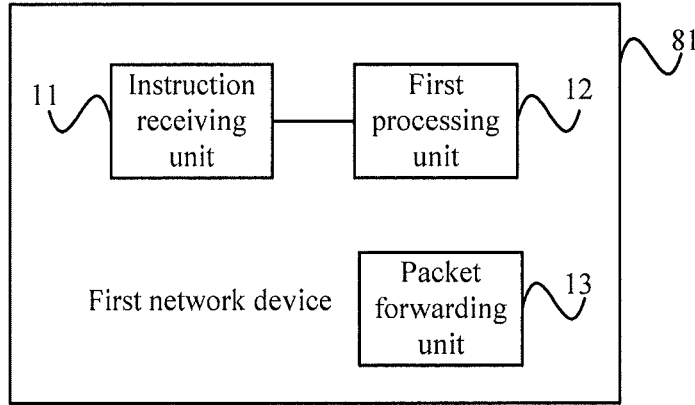 81
11
Instruction
receiving
unit
First
processing
unit
12
First network device
Packet
forwarding
unit
13